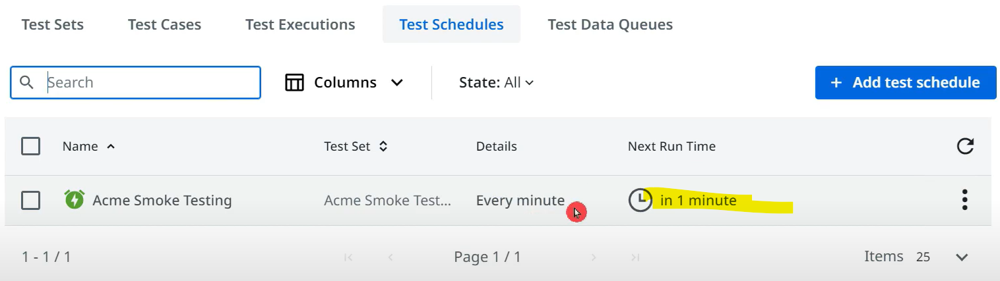 Test Sets Test Cases Test Executions Test Schedules Test Data Queues
Search Columns State: All + Add test schedule
Name Test Set Details Next Run Time
Acme Smoke Testing Acme Smoke Test... Every minute in 1 minute
1 - 1 / 1 Page 1 / 1 Items 25